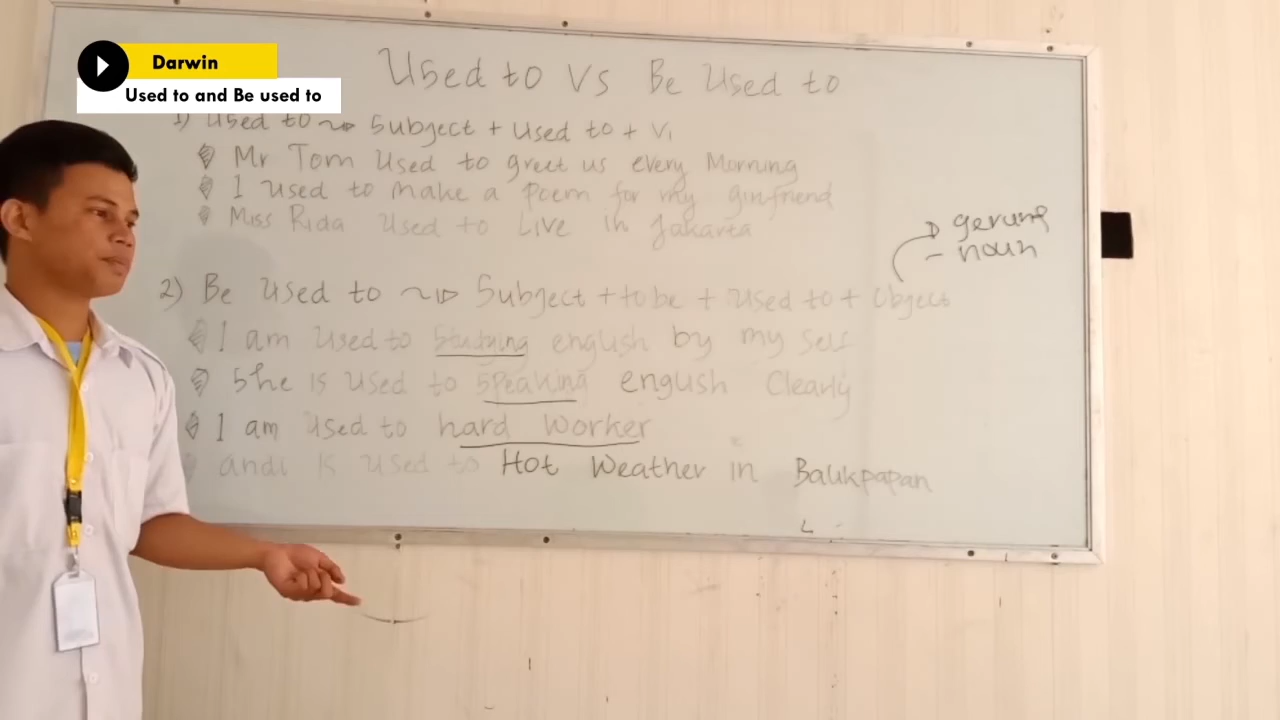 Darwin
Used to and Be used to
Used to Vs Be Used to
1) Used to ~> Subject + Used to + V1
Mr Tom Used to greet us every Morning
I used to make a poem for my girlfriend
Miss Rida Used to Live in Jakarta
gerund
- noun
2) Be used to ~> Subject + to be + used to + Object
I am used to Studying english by my self
She is used to Speaking english Clearly
I am used to hard worker
andi is used to Hot Weather in Balikpapan